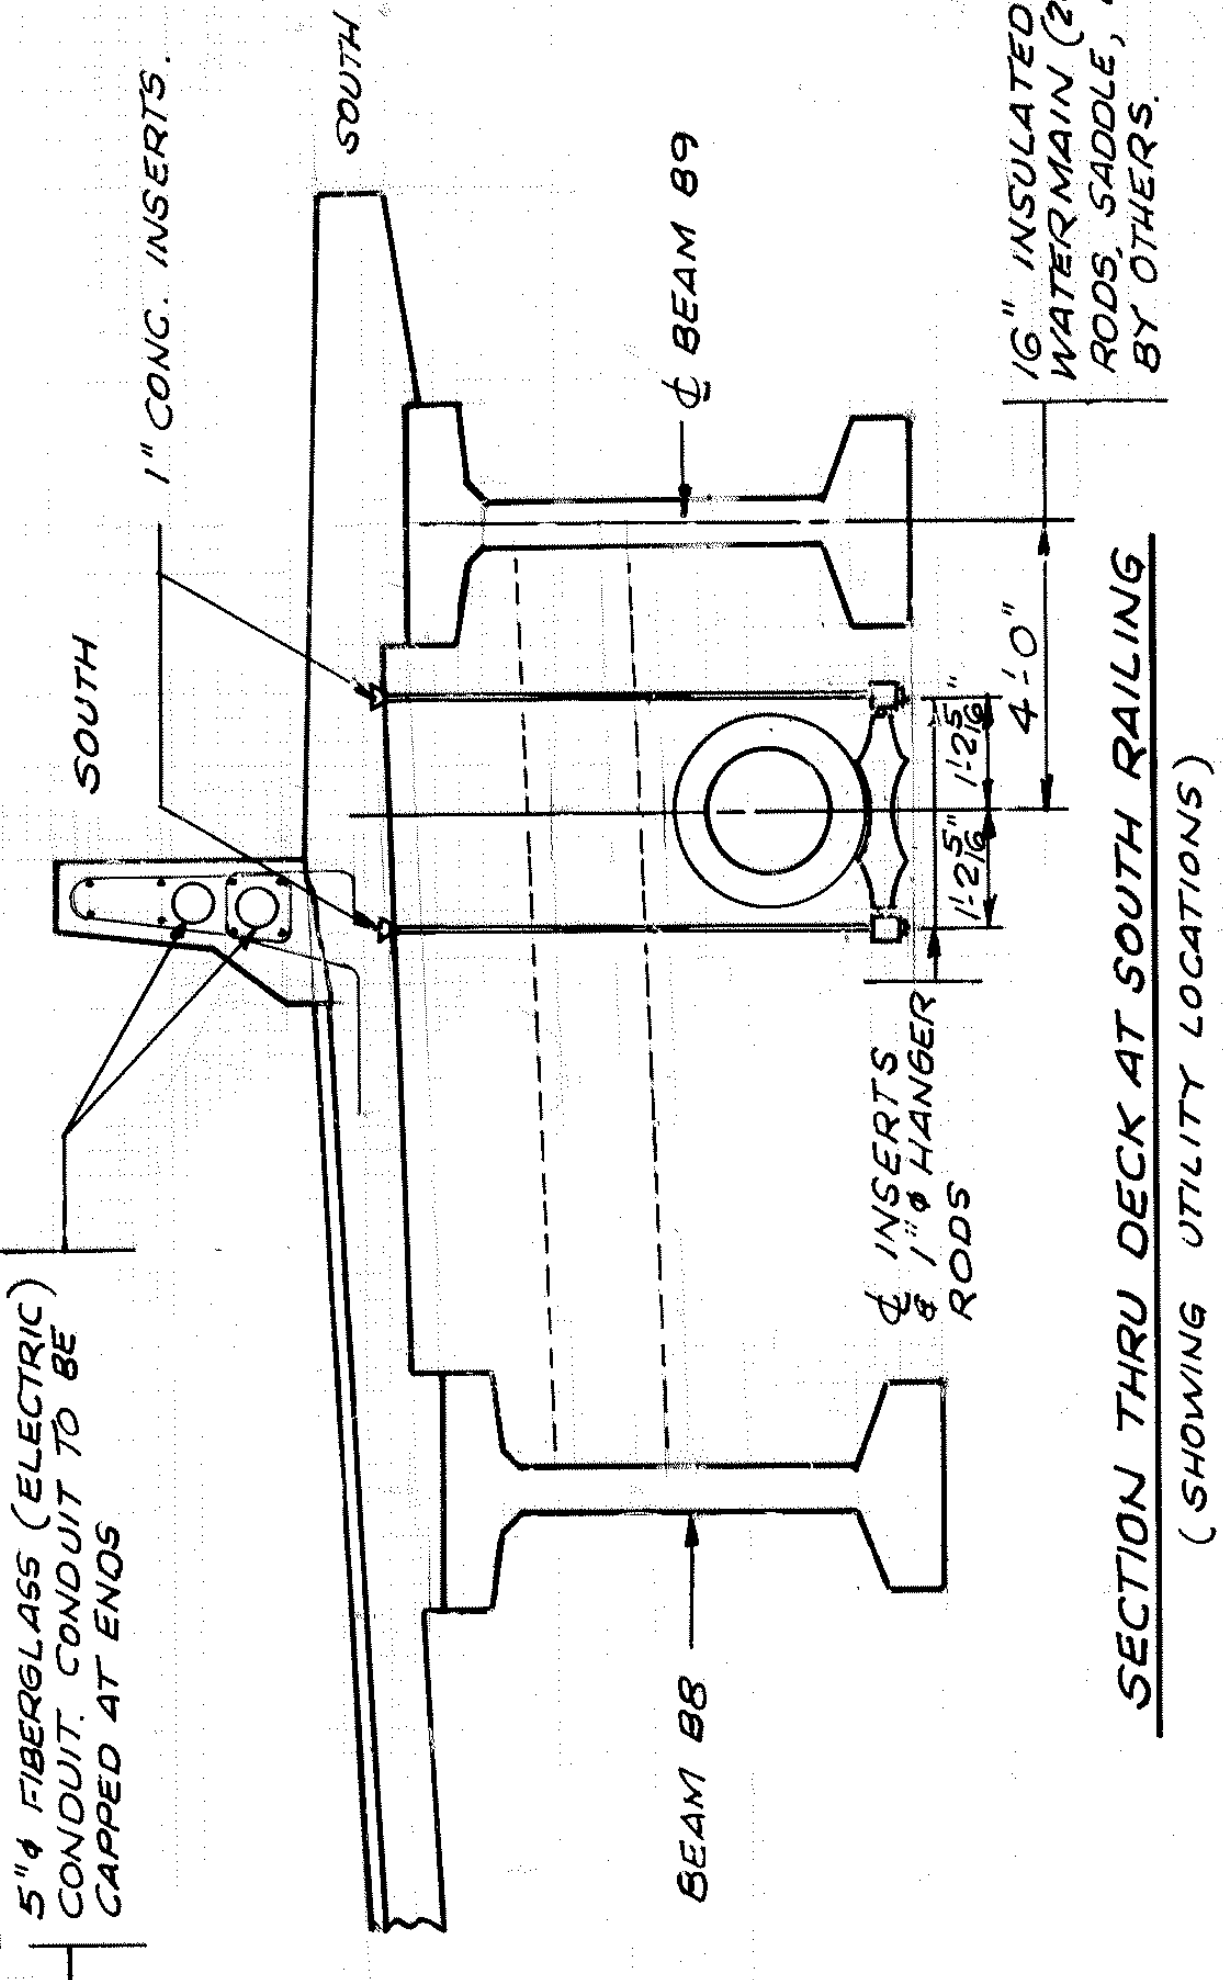 5"φ FIBERGLASS (ELECTRIC)
CONDUIT. CONDUIT TO BE
CAPPED AT ENDS
SOUTH
1" CONC. INSERTS.
SOUTH
BEAM B8
℄ BEAM B9
℄ INSERTS
& 1"φ HANGER
RODS
1'-2 5/16"
1'-2 5/16"
4'-0"
16" INSULATED
WATERMAIN (2
RODS, SADDLE,
BY OTHERS.
SECTION THRU DECK AT SOUTH RAILING
(SHOWING UTILITY LOCATIONS)